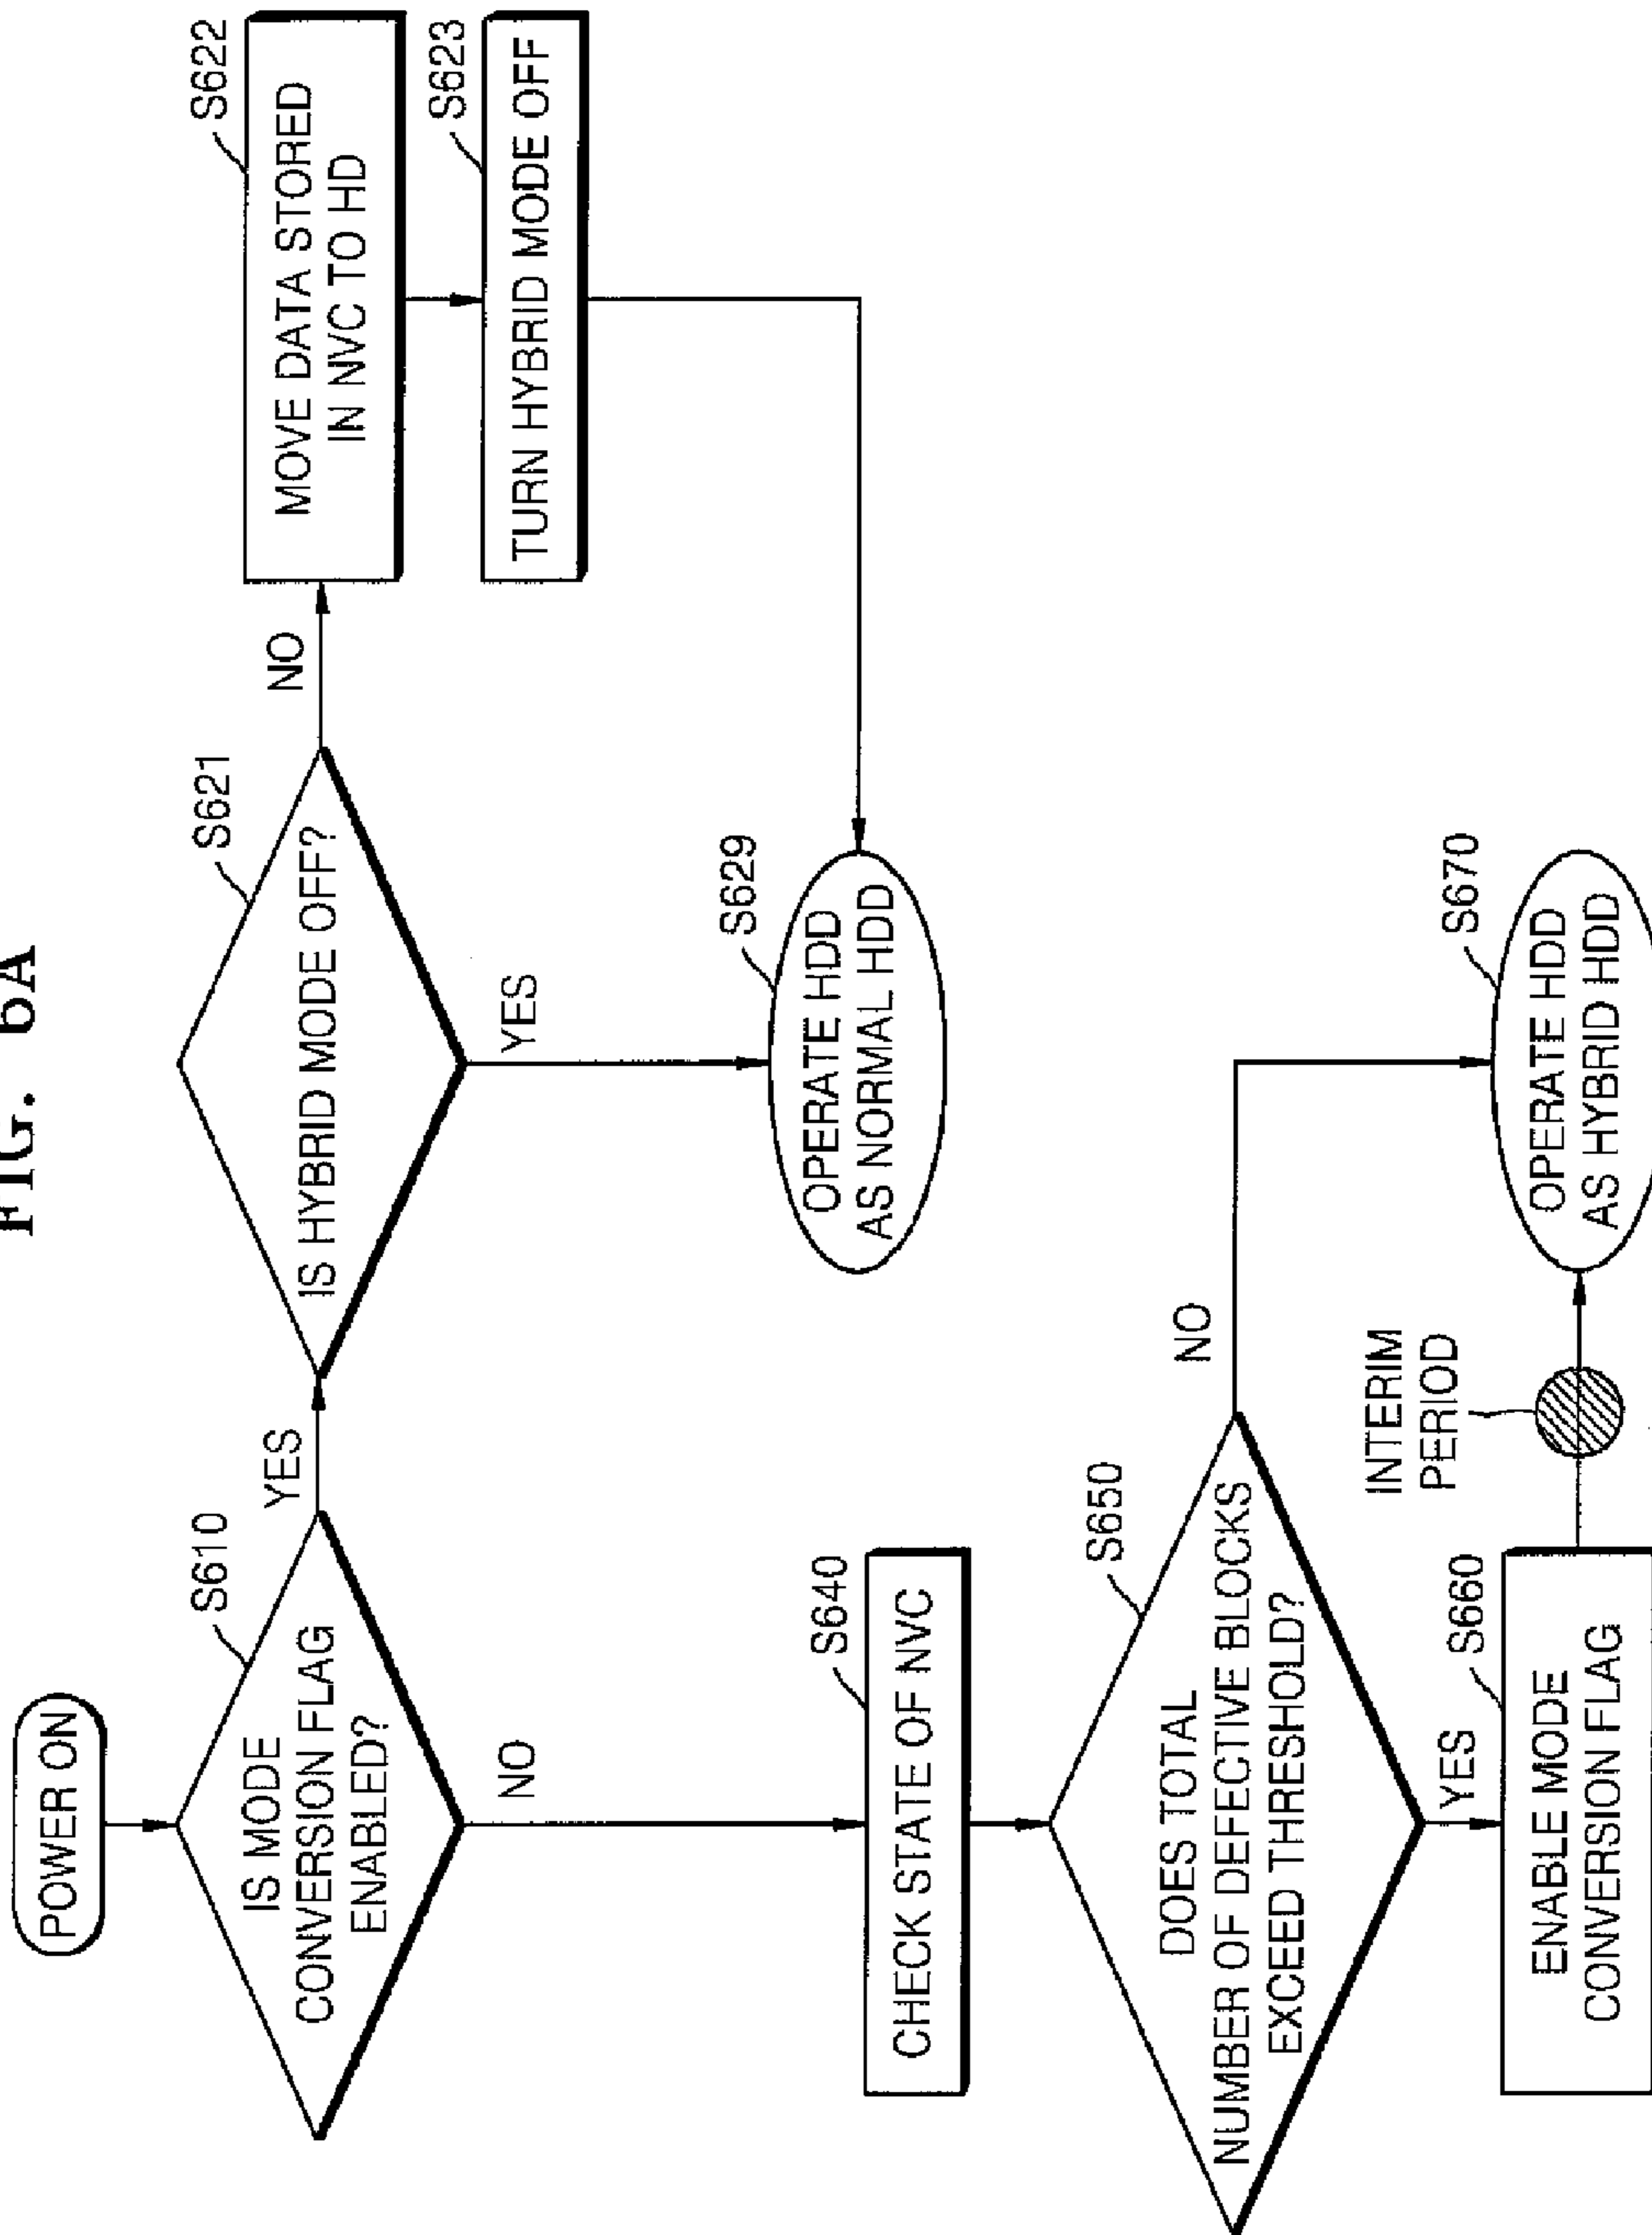 FIG. 6A
POWER ON
S610
IS MODE
CONVERSION FLAG
ENABLED?
YES
NO
S621
IS HYBRID MODE OFF?
NO
YES
S622
MOVE DATA STORED
IN NVC TO HD
S623
TURN HYBRID MODE OFF
S629
OPERATE HDD
AS NORMAL HDD
S640
CHECK STATE OF NVC
S650
DOES TOTAL
NUMBER OF DEFECTIVE BLOCKS
EXCEED THRESHOLD?
NO
YES
S660
ENABLE MODE
CONVERSION FLAG
INTERIM
PERIOD
S670
OPERATE HDD
AS HYBRID HDD